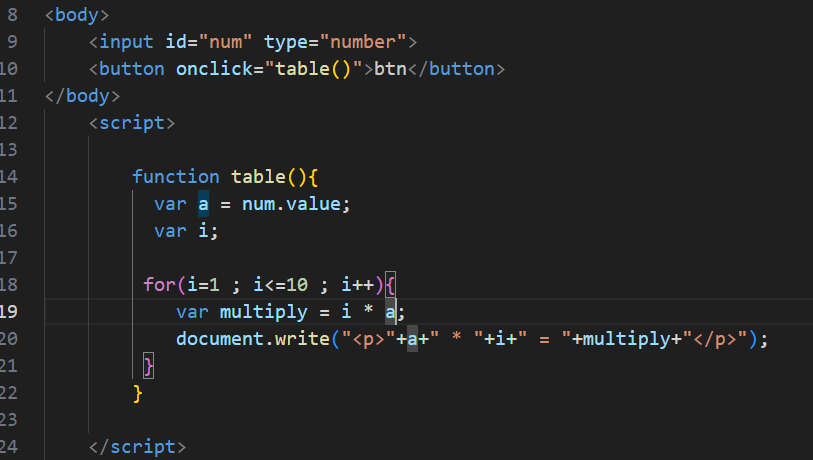 8 <body>
9     <input id="num" type="number">
10     <button onclick="table()">btn</button>
11 </body>
12     <script>
13
14         function table(){
15           var a = num.value;
16           var i;
17
18          for(i=1 ; i<=10 ; i++){
19             var multiply = i * a;
20             document.write("<p>"+a+" * "+i+" = "+multiply+"</p>");
21          }
22         }
23
24     </script>